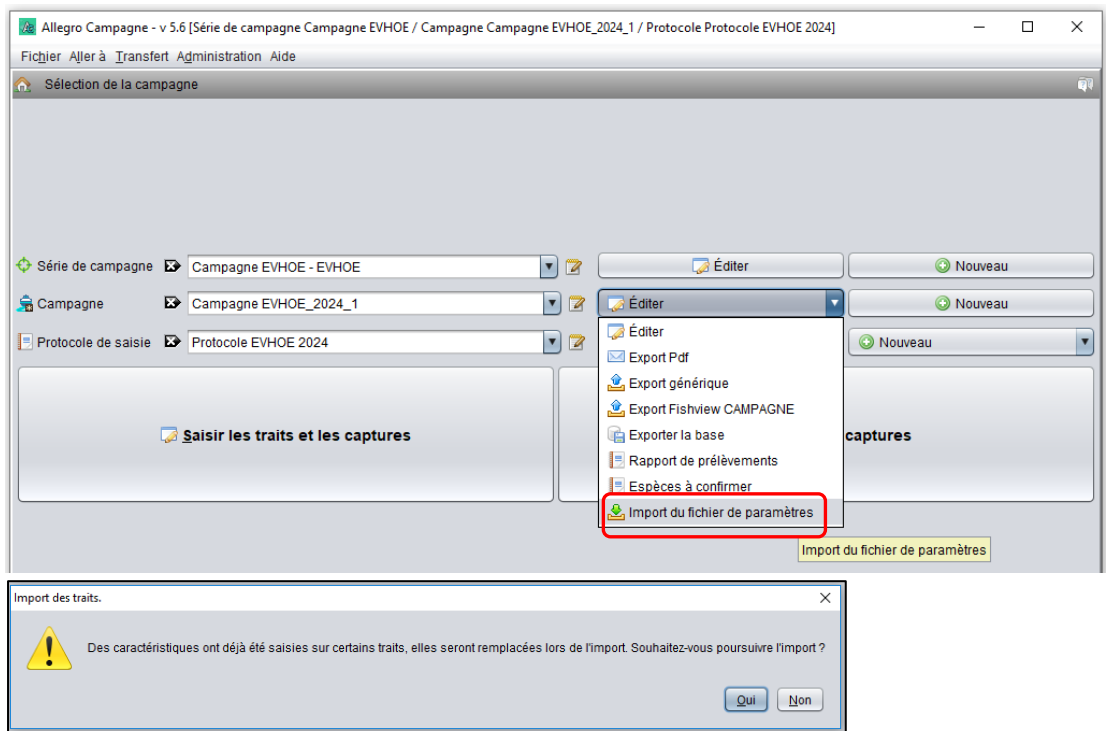 Allegro Campagne - v 5.6 [Série de campagne Campagne EVHOE / Campagne Campagne EVHOE_2024_1 / Protocole Protocole EVHOE 2024]
Fichier Aller à Transfert Administration Aide
Sélection de la campagne
Série de campagne Campagne EVHOE - EVHOE Éditer Nouveau
Campagne Campagne EVHOE_2024_1 Éditer Nouveau
Protocole de saisie Protocole EVHOE 2024 Nouveau
Éditer
Export Pdf
Export générique
Export Fishview CAMPAGNE
Exporter la base
Saisir les traits et les captures captures
Rapport de prélèvements
Espèces à confirmer
Import du fichier de paramètres
Import du fichier de paramètres
Import des traits.
Des caractéristiques ont déjà été saisies sur certains traits, elles seront remplacées lors de l'import. Souhaitez-vous poursuivre l'import ?
Oui Non